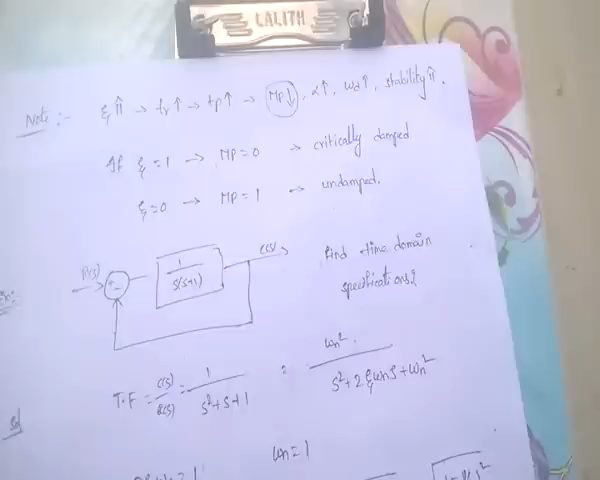 LALITH
Note :- ξ⇑ → tr↑ → tp↑ → MP↓, α↑, ωd↑, stability⇑.
If ξ=1 → MP=0 → critically damped
ξ=0 → MP=1 → undamped.
R(s) + - 1/S(S+1) C(s)
Find time domain
specifications?
T.F = C(s)/R(s) = 1/S²+S+1 = ωn²/S²+2ξωnS+ωn²
Sol
ωn=1